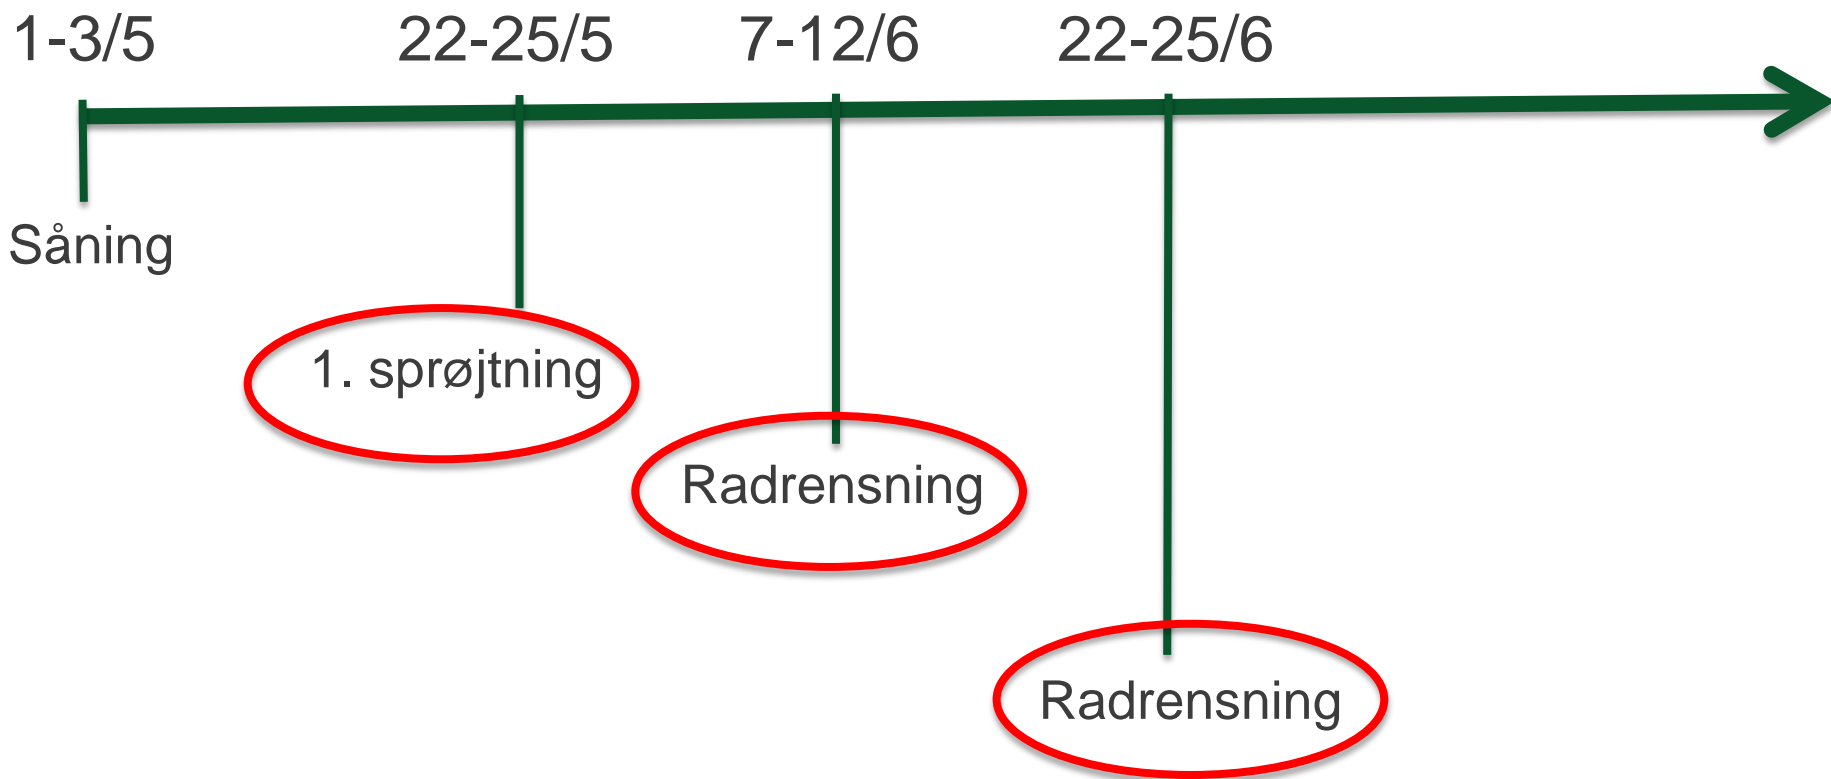 1-3/5 22-25/5 7-12/6 22-25/6
Såning
1. sprøjtning
Radrensning
Radrensning